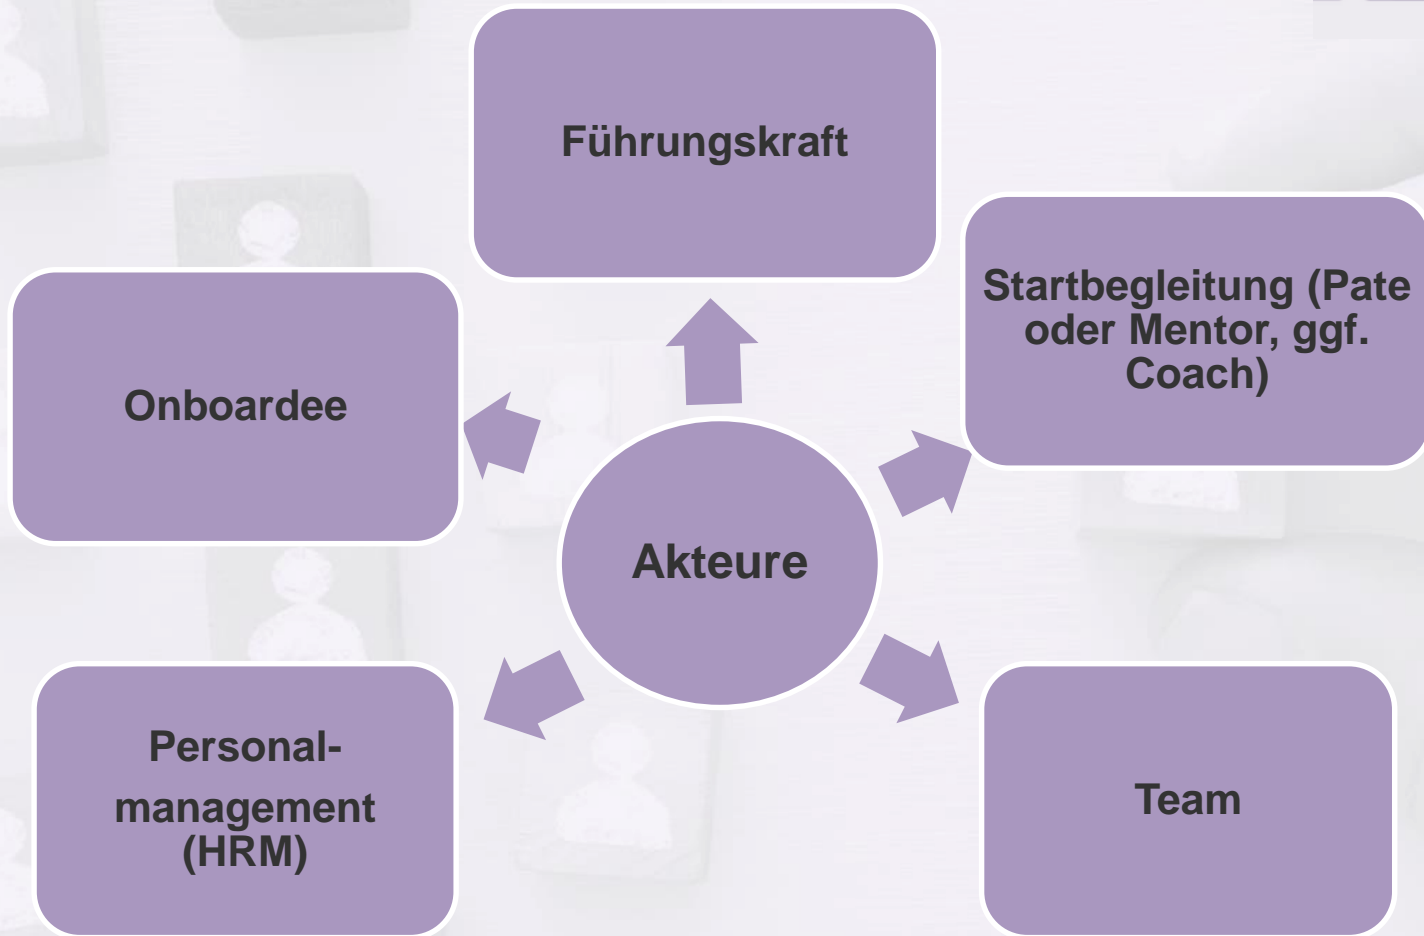 Führungskraft
Startbegleitung (Pate
oder Mentor, ggf.
Coach)
Onboardee
Akteure
Personal-
management
(HRM)
Team